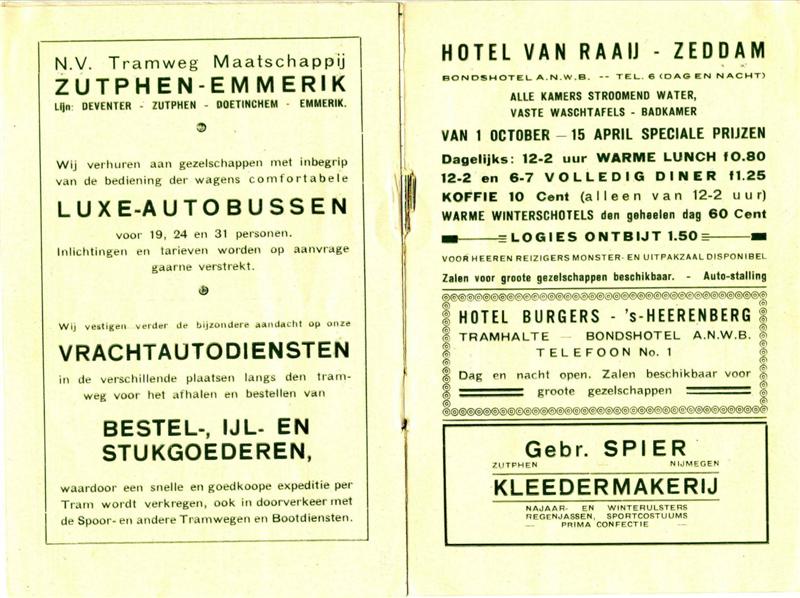 N.V. Tramweg Maatschappij
ZUTPHEN-EMMERIK
Lijn: DEVENTER - ZUTPHEN - DOETINCHEM - EMMERIK.
Wij verhuren aan gezelschappen met inbegrip
van de bediening der wagens comfortabele
LUXE-AUTOBUSSEN
voor 19, 24 en 31 personen.
Inlichtingen en tarieven worden op aanvrage
gaarne verstrekt.
Wij vestigen verder de bijzondere aandacht op onze
VRACHTAUTODIENSTEN
in de verschillende plaatsen langs den tram-
weg voor het afhalen en bestellen van
BESTEL-, IJL- EN
STUKGOEDEREN,
waardoor een snelle en goedkoope expeditie per
Tram wordt verkregen, ook in doorverkeer met
de Spoor- en andere Tramwegen en Bootdiensten.
HOTEL VAN RAAIJ - ZEDDAM
BONDSHOTEL A.N.W.B. -- TEL. 6 (DAG EN NACHT)
ALLE KAMERS STROOMEND WATER,
VASTE WASCHTAFELS - BADKAMER
VAN 1 OCTOBER — 15 APRIL SPECIALE PRIJZEN
Dagelijks: 12-2 uur WARME LUNCH f0.80
12-2 en 6-7 VOLLEDIG DINER f1.25
KOFFIE 10 Cent (alleen van 12-2 uur)
WARME WINTERSCHOTELS den geheelen dag 60 Cent
LOGIES ONTBIJT 1.50
VOOR HEEREN REIZIGERS MONSTER- EN UITPAKZAAL DISPONIBEL
Zalen voor groote gezelschappen beschikbaar. - Auto-stalling
HOTEL BURGERS - 's-HEERENBERG
TRAMHALTE — BONDSHOTEL A.N.W.B.
TELEFOON No. 1
Dag en nacht open. Zalen beschikbaar voor
groote gezelschappen
Gebr. SPIER
ZUTPHEN NIJMEGEN
KLEEDERMAKERIJ
NAJAAR- EN WINTERULSTERS
REGENJASSEN, SPORTCOSTUUMS
— PRIMA CONFECTIE —